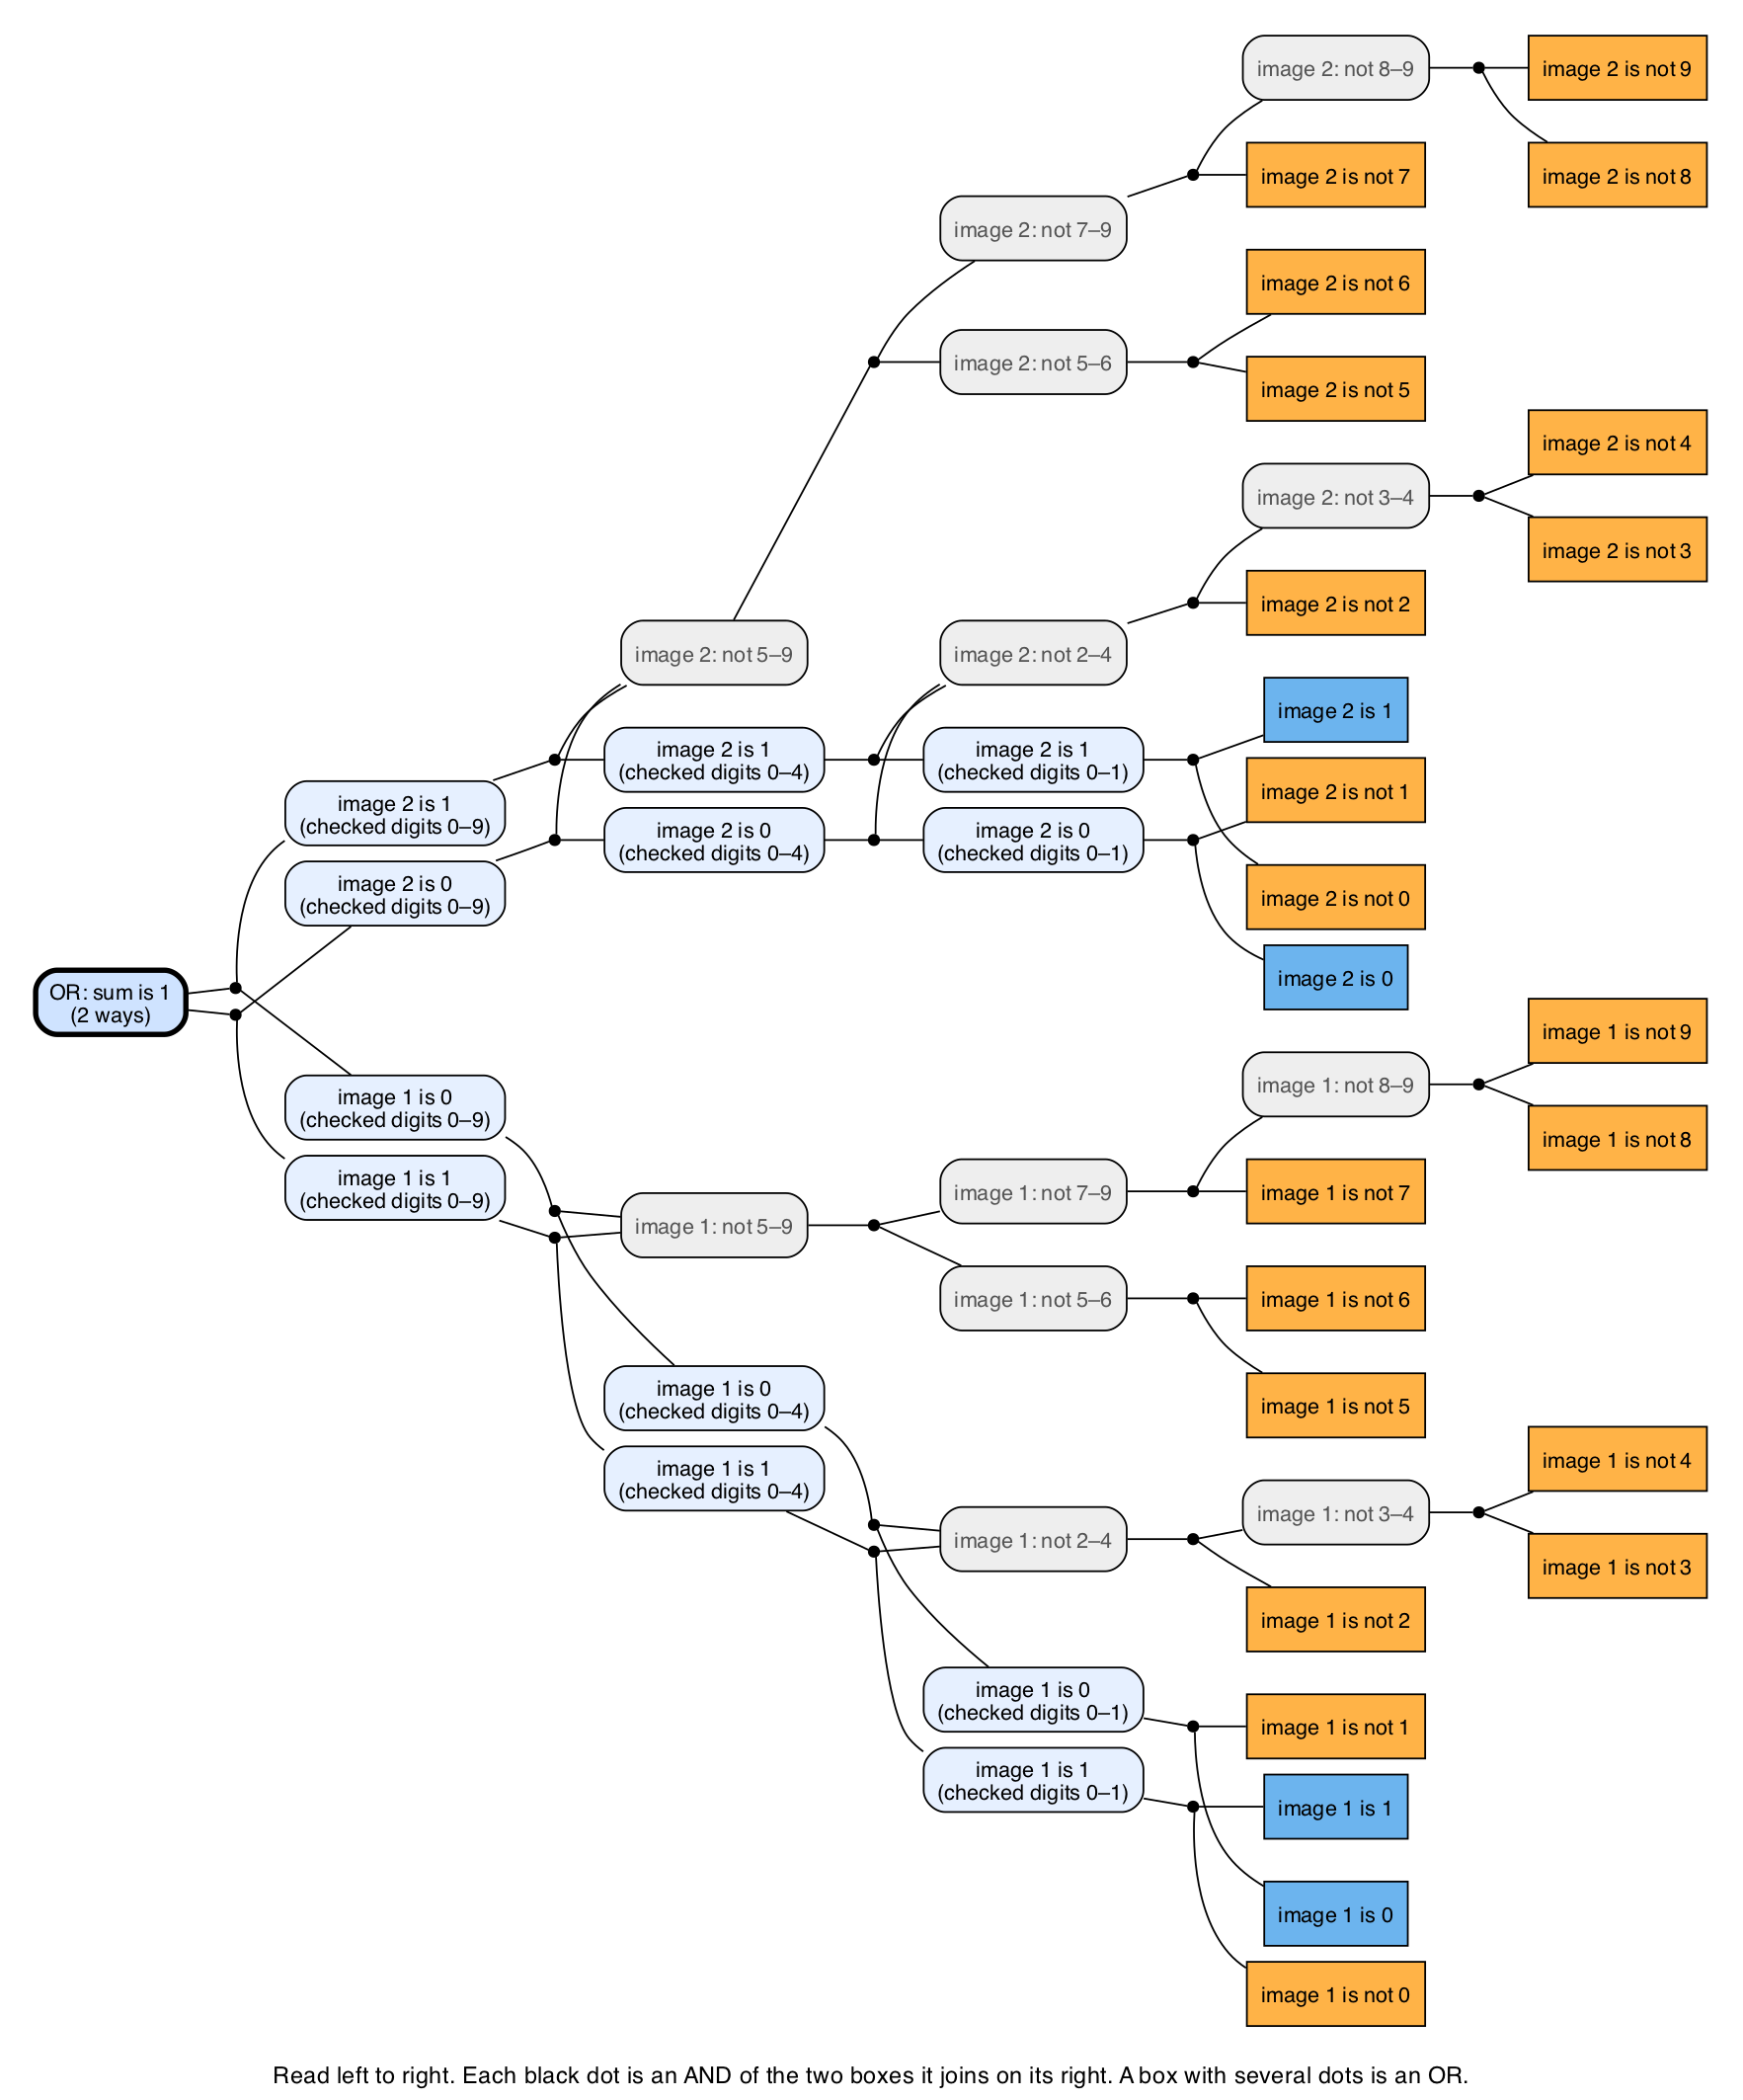 image 2: not 8–9
image 2 is not 9
image 2 is not 7
image 2 is not 8
image 2: not 7–9
image 2 is not 6
image 2: not 5–6
image 2 is not 5
image 2 is not 4
image 2: not 3–4
image 2 is not 3
image 2 is not 2
image 2: not 5–9
image 2: not 2–4
image 2 is 1
image 2 is 1
(checked digits 0–4)
image 2 is 1
(checked digits 0–1)
image 2 is not 1
image 2 is 1
(checked digits 0–9)
image 2 is 0
(checked digits 0–4)
image 2 is 0
(checked digits 0–1)
image 2 is 0
(checked digits 0–9)
image 2 is not 0
image 2 is 0
OR: sum is 1
(2 ways)
image 1 is not 9
image 1: not 8–9
image 1 is 0
(checked digits 0–9)
image 1 is not 8
image 1 is 1
(checked digits 0–9)
image 1: not 7–9
image 1 is not 7
image 1: not 5–9
image 1: not 5–6
image 1 is not 6
image 1 is 0
(checked digits 0–4)
image 1 is not 5
image 1 is 1
(checked digits 0–4)
image 1 is not 4
image 1: not 3–4
image 1: not 2–4
image 1 is not 3
image 1 is not 2
image 1 is 0
(checked digits 0–1)
image 1 is not 1
image 1 is 1
(checked digits 0–1)
image 1 is 1
image 1 is 0
image 1 is not 0
Read left to right. Each black dot is an AND of the two boxes it joins on its right. A box with several dots is an OR.